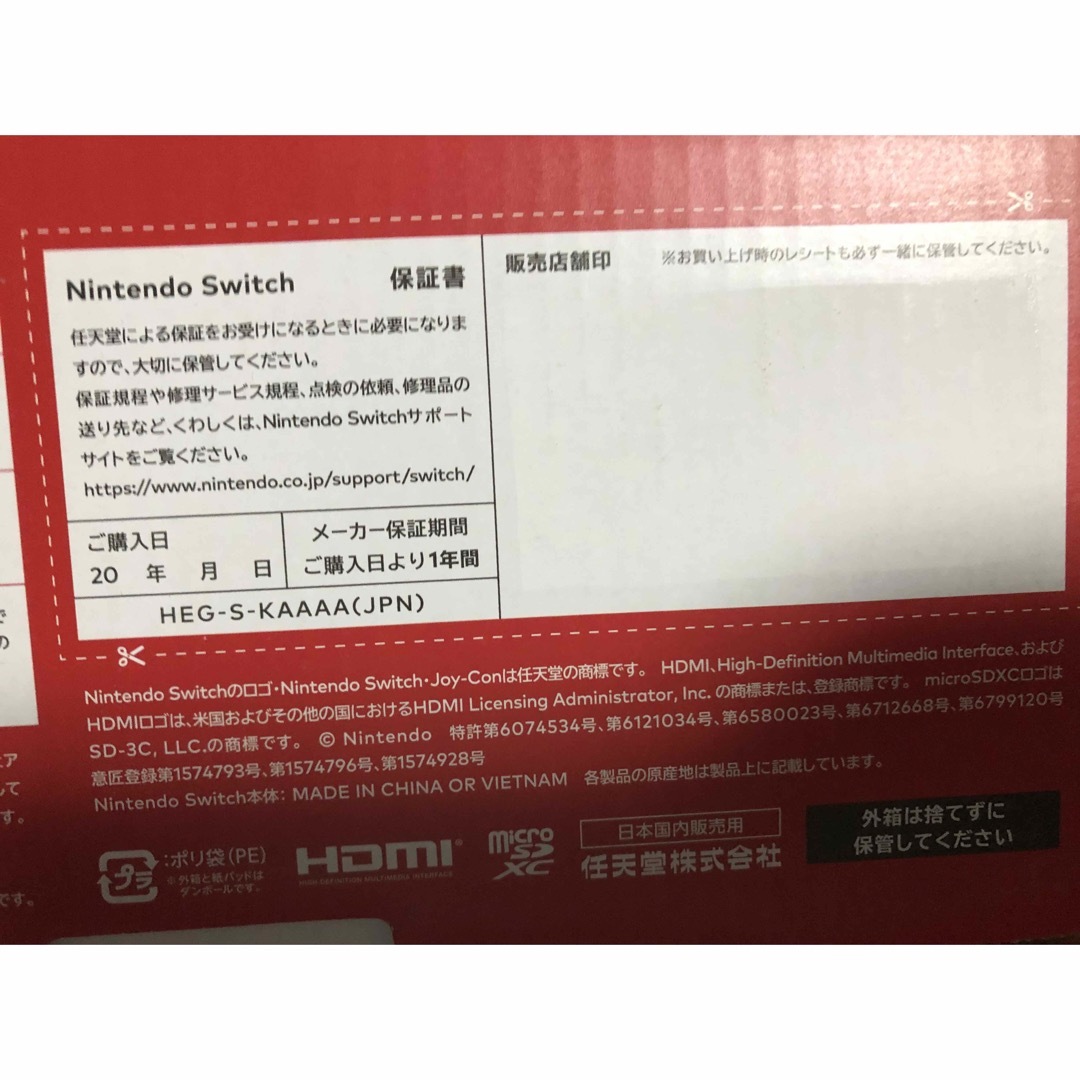 Nintendo Switch 保証書
任天堂による保証をお受けになるときに必要になりま
すので、大切に保管してください。
保証規程や修理サービス規程、点検の依頼、修理品の
送り先など、くわしくは、Nintendo Switchサポート
サイトをご覧ください。
https://www.nintendo.co.jp/support/switch/
ご購入日
20 年 月 日
メーカー保証期間
ご購入日より1年間
HEG-S-KAAAA(JPN)
販売店舗印 ※お買い上げ時のレシートも必ず一緒に保管してください。
Nintendo Switchのロゴ・Nintendo Switch・Joy-Conは任天堂の商標です。 HDMI、High-Definition Multimedia Interface、および
HDMIロゴは、米国およびその他の国におけるHDMI Licensing Administrator, Inc. の商標または、登録商標です。 microSDXCロゴは
SD-3C, LLC.の商標です。 © Nintendo 特許第6074534号、第6121034号、第6580023号、第6712668号、第6799120号
意匠登録第1574793号、第1574796号、第1574928号
Nintendo Switch本体: MADE IN CHINA OR VIETNAM 各製品の原産地は製品上に記載しています。
プラ
:ポリ袋(PE)
※外箱と紙パッドは
ダンボールです。
HDMI
HIGH-DEFINITION MULTIMEDIA INTERFACE
micro
SD
XC
日本国内販売用
任天堂株式会社
外箱は捨てずに
保管してください
で
の
ェア
して
す。
です。